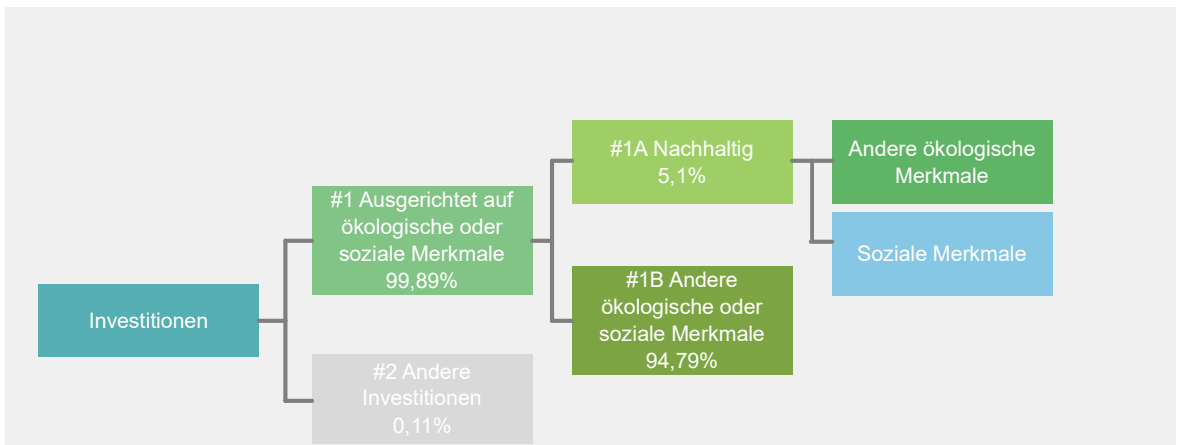 Investitionen
#1 Ausgerichtet auf
ökologische oder
soziale Merkmale
99,89%
#2 Andere
Investitionen
0,11%
#1A Nachhaltig
5,1%
#1B Andere
ökologische oder
soziale Merkmale
94,79%
Andere ökologische
Merkmale
Soziale Merkmale